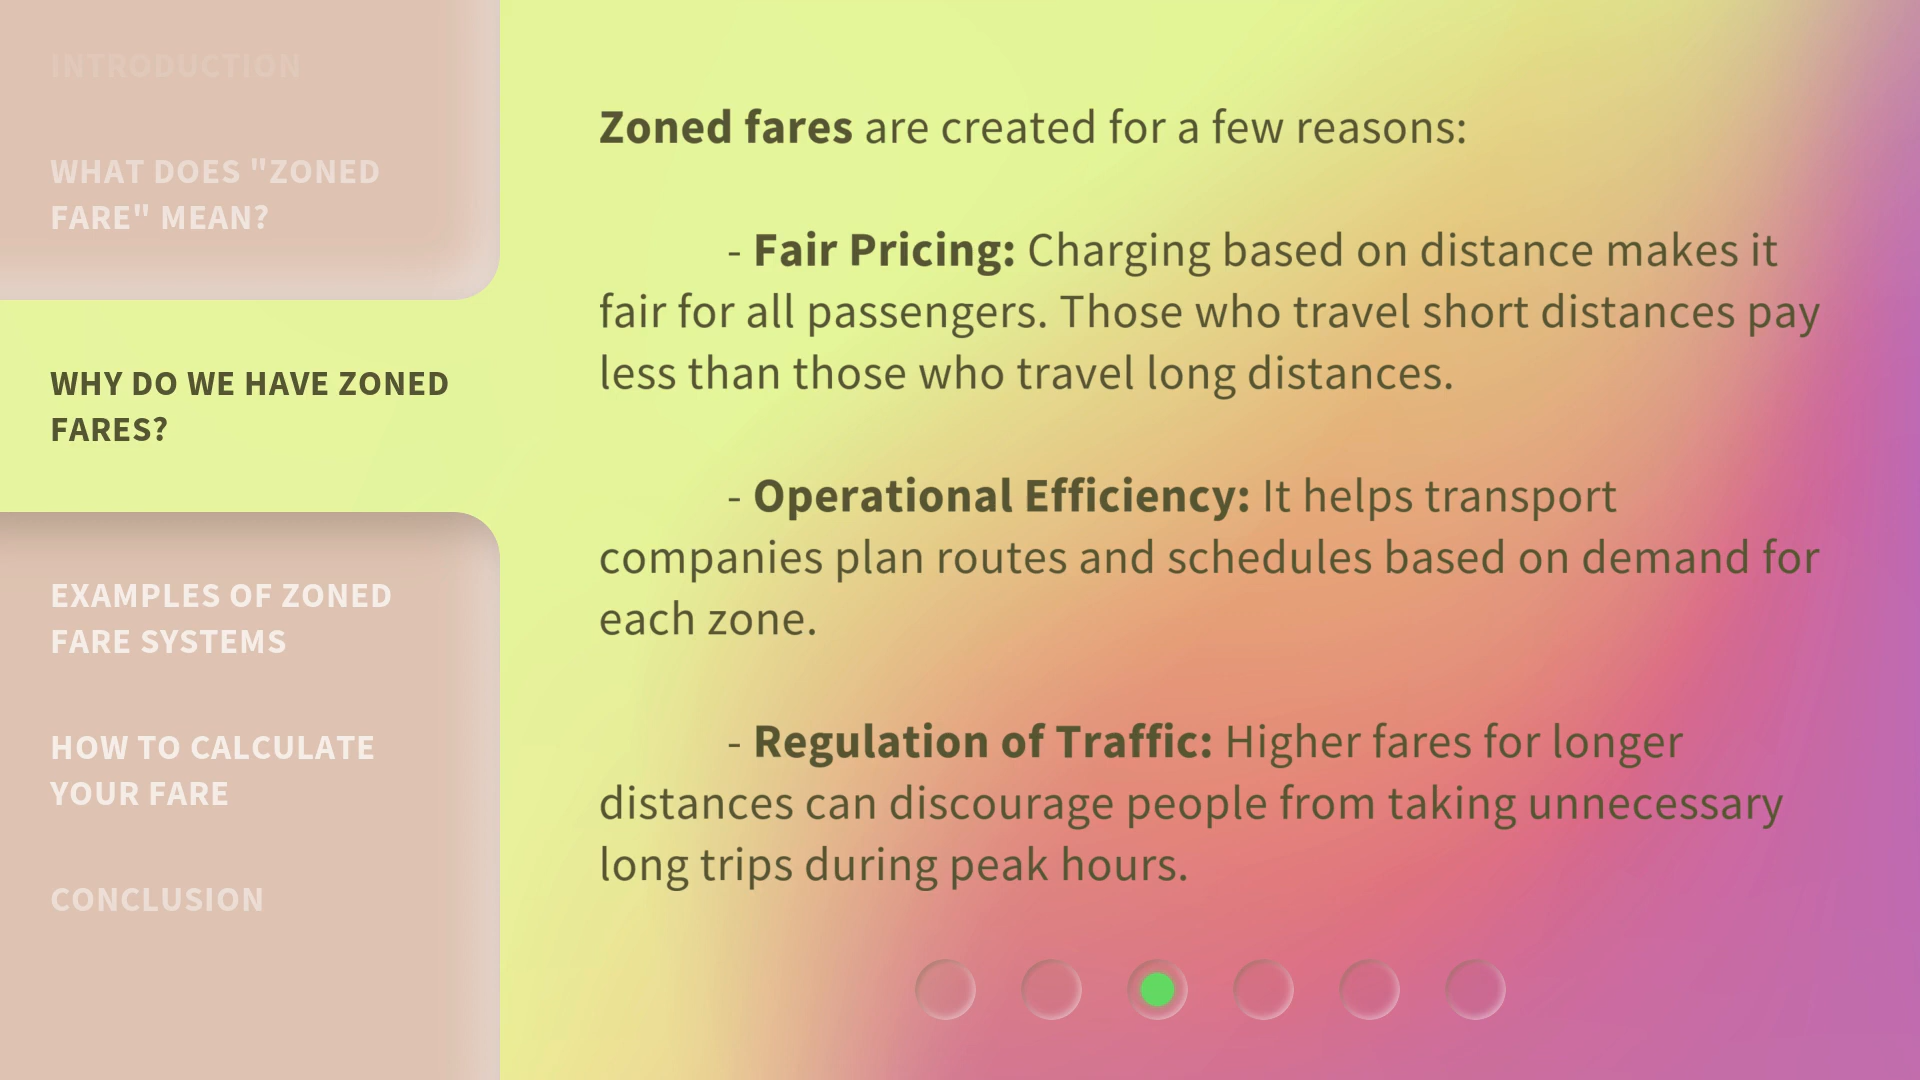 INTRODUCTION
WHAT DOES "ZONED
FARE" MEAN?
WHY DO WE HAVE ZONED
FARES?
EXAMPLES OF ZONED
FARE SYSTEMS
HOW TO CALCULATE
YOUR FARE
CONCLUSION
Zoned fares are created for a few reasons:
- Fair Pricing: Charging based on distance makes it
fair for all passengers. Those who travel short distances pay
less than those who travel long distances.
- Operational Efficiency: It helps transport
companies plan routes and schedules based on demand for
each zone.
- Regulation of Traffic: Higher fares for longer
distances can discourage people from taking unnecessary
long trips during peak hours.